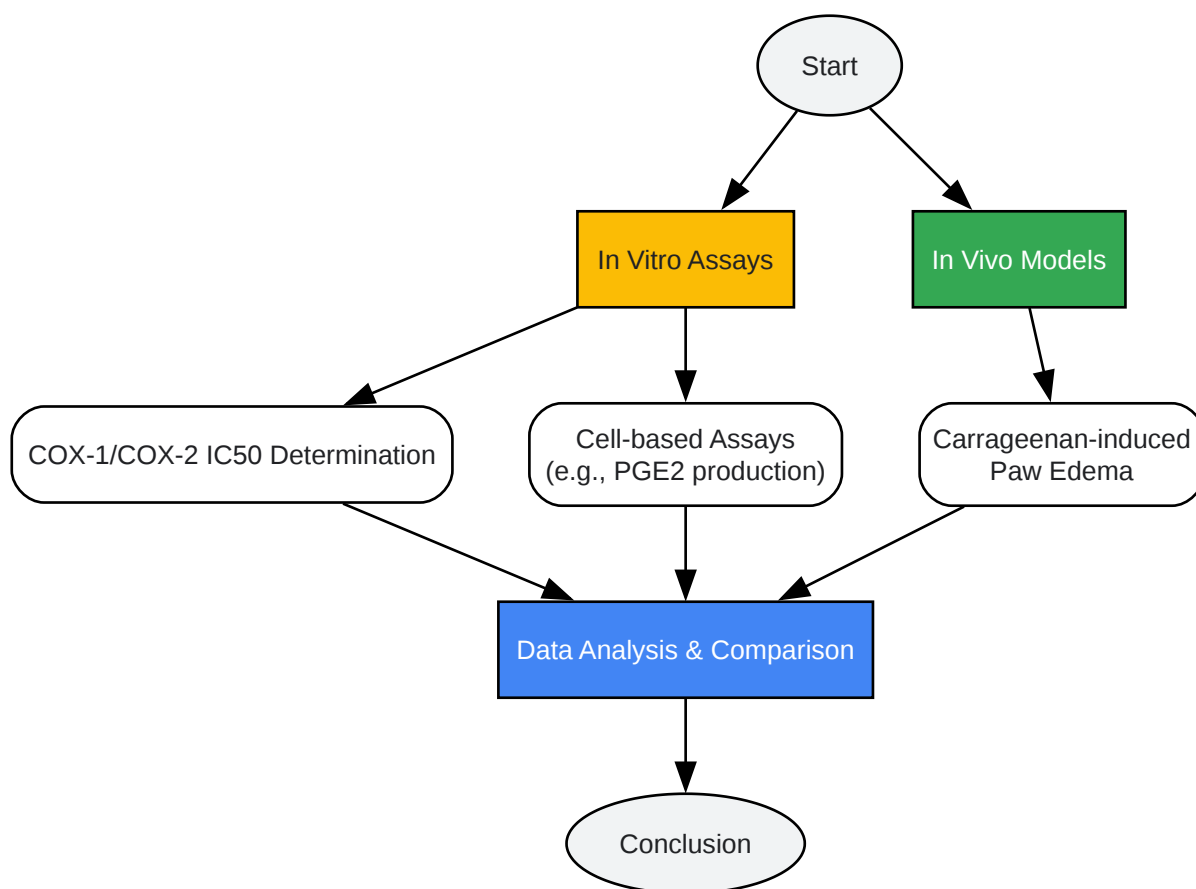 Start
In Vitro Assays
In Vivo Models
COX-1/COX-2 IC50 Determination
Cell-based Assays
(e.g., PGE2 production)
Carrageenan-induced
Paw Edema
Data Analysis & Comparison
Conclusion